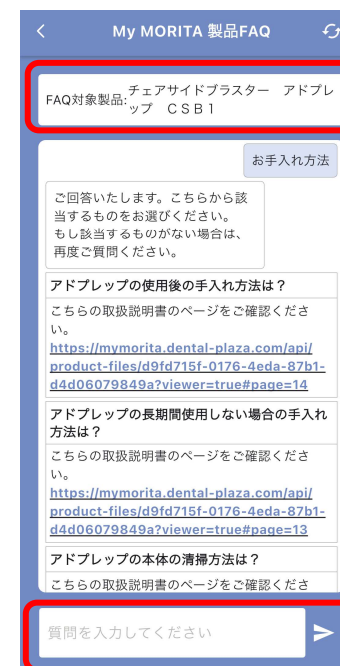 My MORITA 製品FAQ
FAQ対象製品:チェアサイドブラスター　アドプレ
ップ　CSB1
お手入れ方法
ご回答いたします。こちらから該
当するものをお選びください。
もし該当するものがない場合は、
再度ご質問ください。
アドプレップの使用後の手入れ方法は？
こちらの取扱説明書のページをご確認くださ
い。
https://mymorita.dental-plaza.com/api/
product-files/d9fd715f-0176-4eda-87b1-
d4d06079849a?viewer=true#page=14
アドプレップの長期間使用しない場合の手入れ
方法は？
こちらの取扱説明書のページをご確認くださ
い。
https://mymorita.dental-plaza.com/api/
product-files/d9fd715f-0176-4eda-87b1-
d4d06079849a?viewer=true#page=13
アドプレップの本体の清掃方法は？
こちらの取扱説明書のページをご確認くださ
質問を入力してください